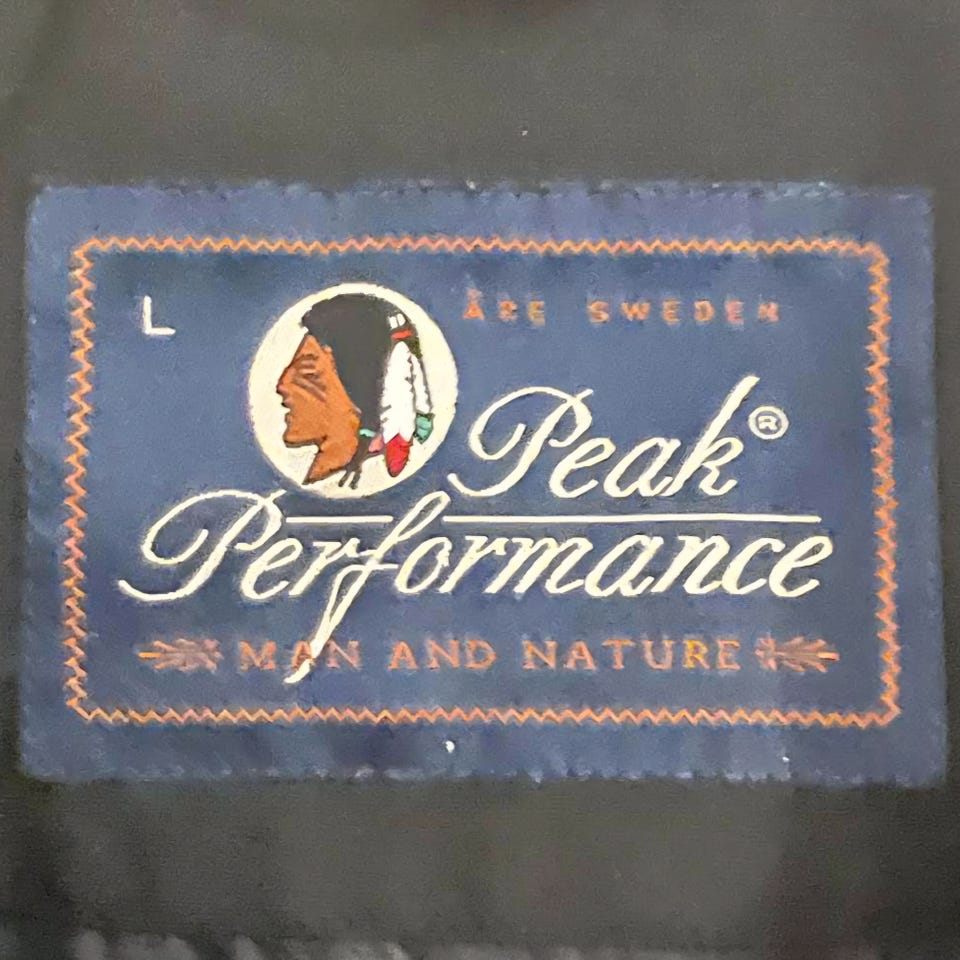 L
ÅRE SWEDEN
Peak®
Performance
MAN AND NATURE